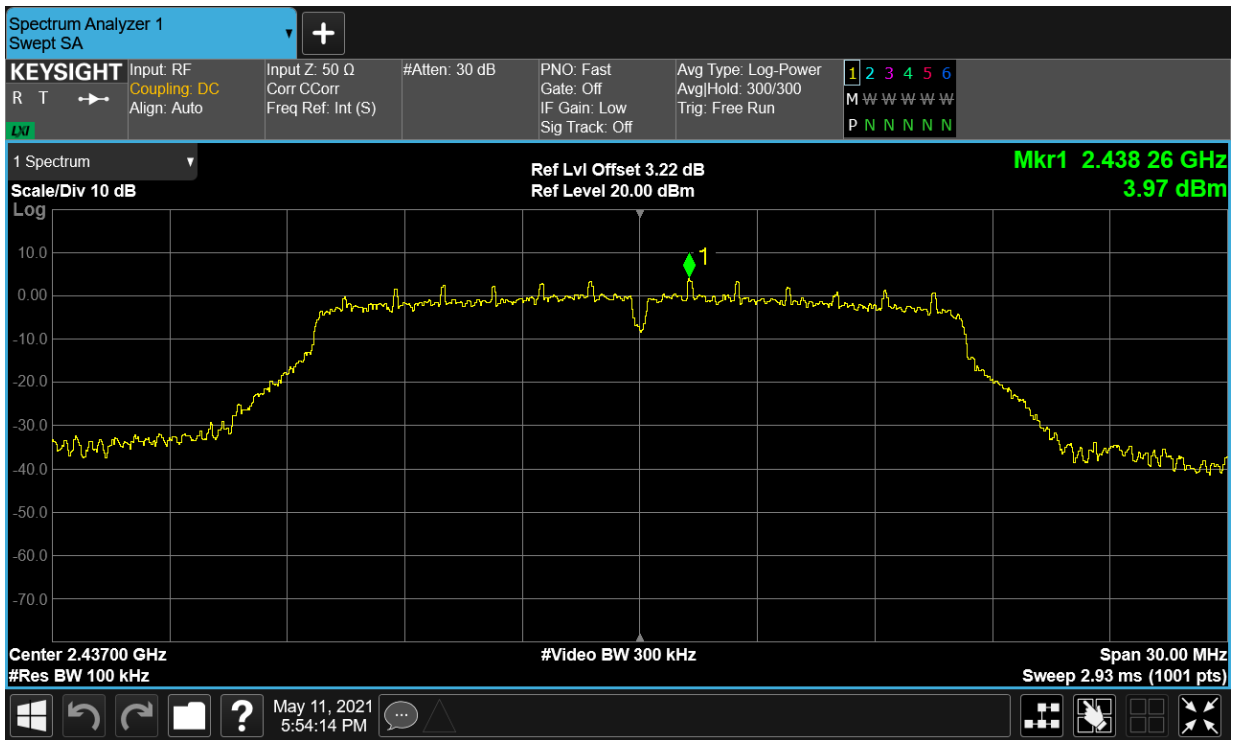 Spectrum Analyzer 1
Swept SA
KEYSIGHT
R T
LXI
Input: RF
Coupling: DC
Align: Auto
Input Z: 50 Ω
Corr CCorr
Freq Ref: Int (S)
#Atten: 30 dB
PNO: Fast
Gate: Off
IF Gain: Low
Sig Track: Off
Avg Type: Log-Power
Avg|Hold: 300/300
Trig: Free Run
1 2 3 4 5 6
M W W W W W
P N N N N N
1 Spectrum
Scale/Div 10 dB
Log
Ref Lvl Offset 3.22 dB
Ref Level 20.00 dBm
Mkr1 2.438 26 GHz
3.97 dBm
1
10.0
0.00
-10.0
-20.0
-30.0
-40.0
-50.0
-60.0
-70.0
Center 2.43700 GHz
#Res BW 100 kHz
#Video BW 300 kHz
Span 30.00 MHz
Sweep 2.93 ms (1001 pts)
?
May 11, 2021
5:54:14 PM